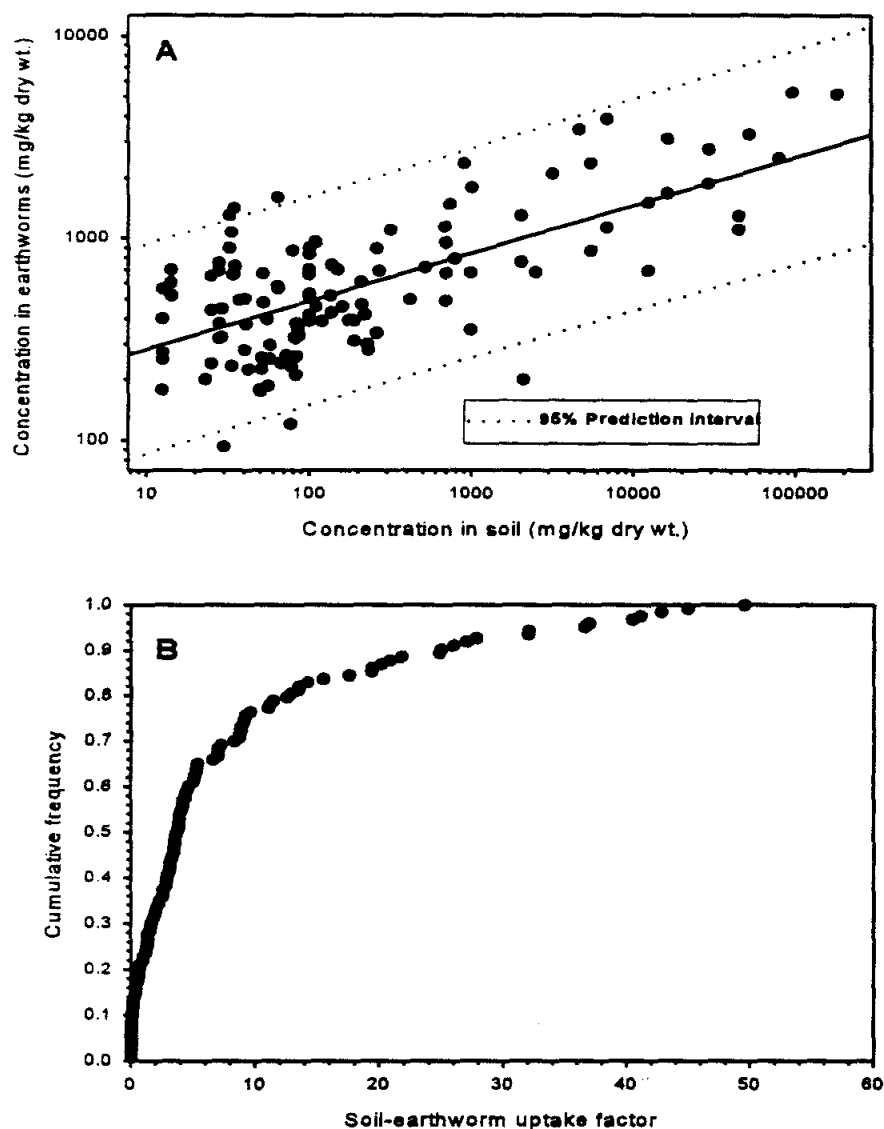 A
Concentration in earthworms (mg/kg dry wt.)
10000
1000
100
95% Prediction interval
10 100 1000 10000 100000
Concentration in soil (mg/kg dry wt.)
B
Cumulative frequency
1.0
0.9
0.8
0.7
0.6
0.5
0.4
0.3
0.2
0.1
0.0
0 10 20 30 40 50 60
Soil-earthworm uptake factor